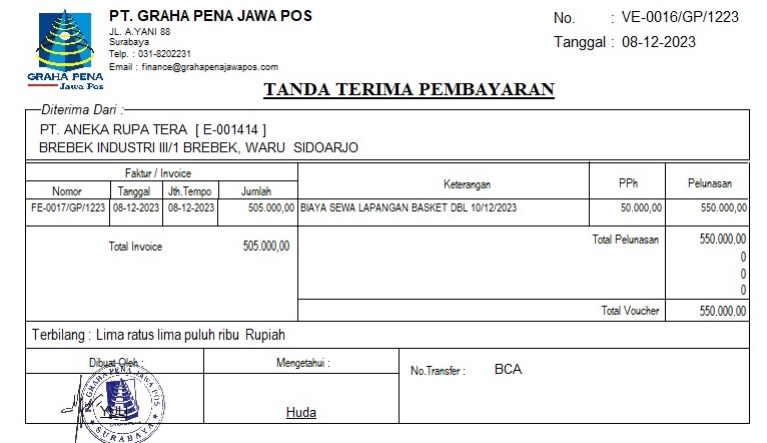 GRAHA PENA
Jawa Pos
PT. GRAHA PENA JAWA POS
JL. A.YANI 88
Surabaya
Telp. : 031-8202231
Email : finance@grahapenajawapos.com
No. : VE-0016/GP/1223
Tanggal : 08-12-2023
TANDA TERIMA PEMBAYARAN
Diterima Dari :
PT. ANEKA RUPA TERA [ E-001414 ]
BREBEK INDUSTRI III/1 BREBEK, WARU SIDOARJO
Faktur / Invoice
Nomor Tanggal Jth.Tempo Jumlah Keterangan PPh Pelunasan
FE-0017/GP/1223 08-12-2023 08-12-2023 505.000,00 BIAYA SEWA LAPANGAN BASKET DBL 10/12/2023 50.000,00 550.000,00
Total Invoice 505.000,00
Total Pelunasan 550.000,00
0
0
0
Total Voucher 550.000,00
Terbilang : Lima ratus lima puluh ribu Rupiah
Dibuat Oleh :
Mengetahui :
No.Transfer : BCA
PT. GRAHA PENA JAWA POS
SURABAYA
Huda